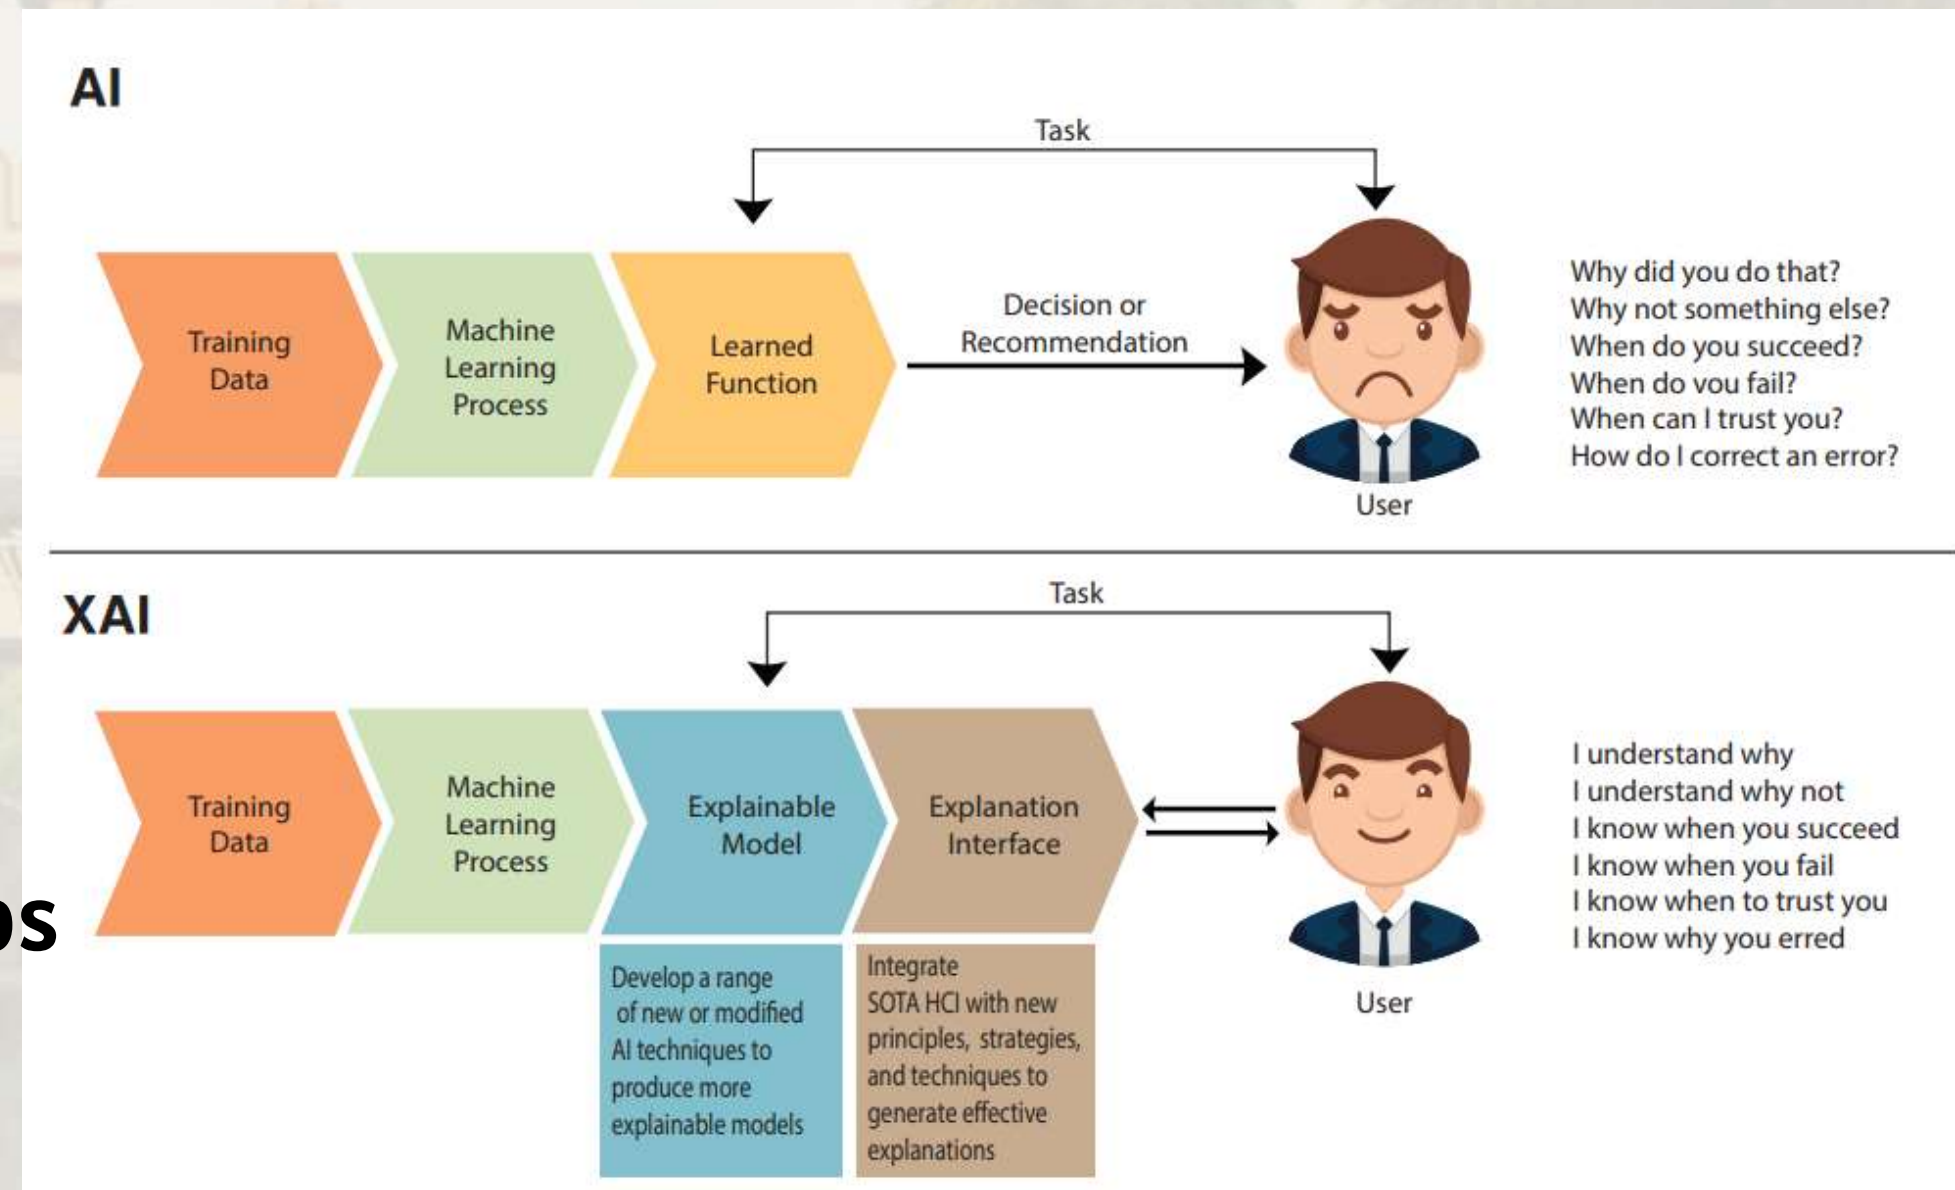 AI
Task
Training
Data
Machine
Learning
Process
Learned
Function
Decision or
Recommendation
User
Why did you do that?
Why not something else?
When do you succeed?
When do vou fail?
When can I trust you?
How do I correct an error?
XAI
Task
Training
Data
Machine
Learning
Process
Explainable
Model
Explanation
Interface
User
I understand why
I understand why not
I know when you succeed
I know when you fail
I know when to trust you
I know why you erred
Develop a range
of new or modified
AI techniques to
produce more
explainable models
Integrate
SOTA HCI with new
principles, strategies,
and techniques to
generate effective
explanations